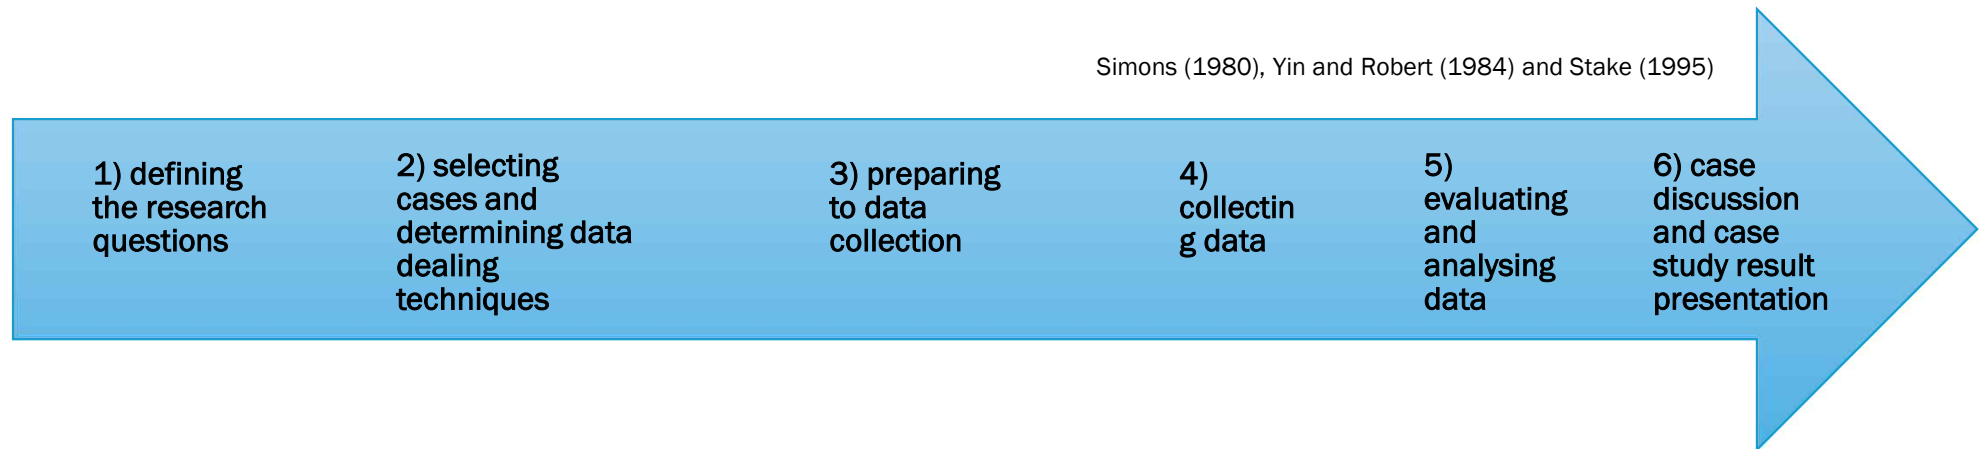 Simons (1980), Yin and Robert (1984) and Stake (1995)
1) defining
the research
questions
2) selecting
cases and
determining data
dealing
techniques
3) preparing
to data
collection
4)
collectin
g data
5)
evaluating
and
analysing
data
6) case
discussion
and case
study result
presentation